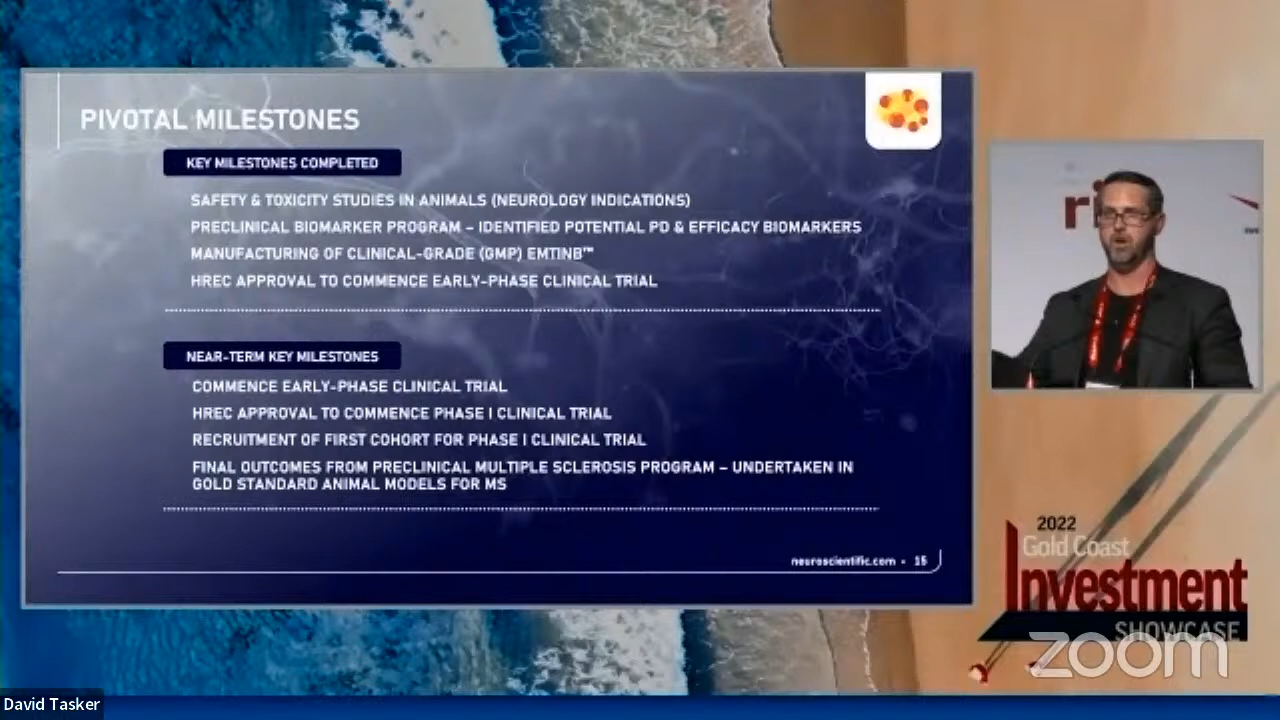 PIVOTAL MILESTONES
KEY MILESTONES COMPLETED
SAFETY & TOXICITY STUDIES IN ANIMALS (NEUROLOGY INDICATIONS)
PRECLINICAL BIOMARKER PROGRAM – IDENTIFIED POTENTIAL PD & EFFICACY BIOMARKERS
MANUFACTURING OF CLINICAL-GRADE (GMP) EMTINB™
HREC APPROVAL TO COMMENCE EARLY-PHASE CLINICAL TRIAL
NEAR-TERM KEY MILESTONES
COMMENCE EARLY-PHASE CLINICAL TRIAL
HREC APPROVAL TO COMMENCE PHASE I CLINICAL TRIAL
RECRUITMENT OF FIRST COHORT FOR PHASE I CLINICAL TRIAL
FINAL OUTCOMES FROM PRECLINICAL MULTIPLE SCLEROSIS PROGRAM – UNDERTAKEN IN
GOLD STANDARD ANIMAL MODELS FOR MS
neuroscientific.com - 15
2022
Gold Coast
Investment
SHOWCASE
zoom
David Tasker